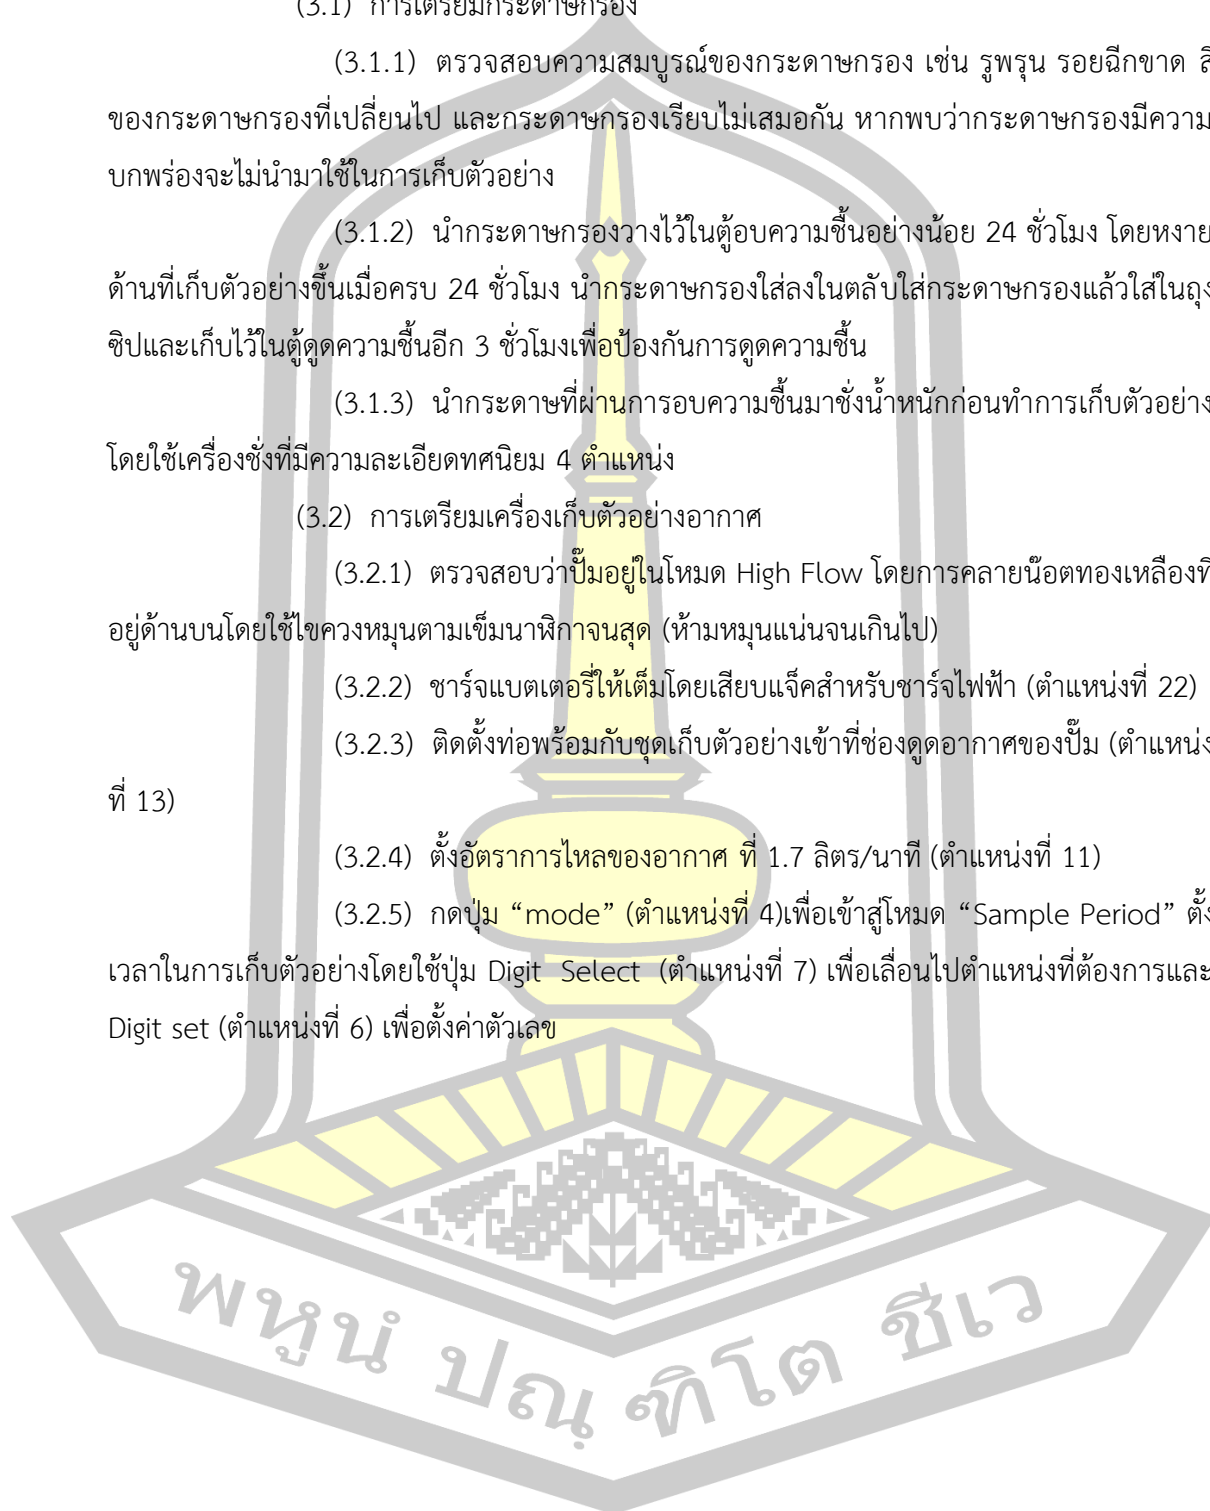 (3.1) การเตรียมกระดาษกรอง
(3.1.1) ตรวจสอบความสมบูรณ์ของกระดาษกรอง เช่น รูพรุน รอยฉีกขาด สี
ของกระดาษกรองที่เปลี่ยนไป และกระดาษกรองเรียบไม่เสมอกัน หากพบว่ากระดาษกรองมีความ
บกพร่องจะไม่นำมาใช้ในการเก็บตัวอย่าง
(3.1.2) นำกระดาษกรองวางไว้ในตู้อบความชื้นอย่างน้อย 24 ชั่วโมง โดยหงาย
ด้านที่เก็บตัวอย่างขึ้นเมื่อครบ 24 ชั่วโมง นำกระดาษกรองใส่ลงในตลับใส่กระดาษกรองแล้วใส่ในถุง
ซิปและเก็บไว้ในตู้ดูดความชื้นอีก 3 ชั่วโมงเพื่อป้องกันการดูดความชื้น
(3.1.3) นำกระดาษที่ผ่านการอบความชื้นมาชั่งน้ำหนักก่อนทำการเก็บตัวอย่าง
โดยใช้เครื่องชั่งที่มีความละเอียดทศนิยม 4 ตำแหน่ง
(3.2) การเตรียมเครื่องเก็บตัวอย่างอากาศ
(3.2.1) ตรวจสอบว่าปั๊มอยู่ในโหมด High Flow โดยการคลายน๊อตทองเหลืองที่
อยู่ด้านบนโดยใช้ไขควงหมุนตามเข็มนาฬิกาจนสุด (ห้ามหมุนแน่นจนเกินไป)
(3.2.2) ชาร์จแบตเตอรี่ให้เต็มโดยเสียบแจ็คสำหรับชาร์จไฟฟ้า (ตำแหน่งที่ 22)
(3.2.3) ติดตั้งท่อพร้อมกับชุดเก็บตัวอย่างเข้าที่ช่องดูดอากาศของปั๊ม (ตำแหน่ง
ที่ 13)
(3.2.4) ตั้งอัตราการไหลของอากาศ ที่ 1.7 ลิตร/นาที (ตำแหน่งที่ 11)
(3.2.5) กดปุ่ม “mode” (ตำแหน่งที่ 4)เพื่อเข้าสู่โหมด “Sample Period” ตั้ง
เวลาในการเก็บตัวอย่างโดยใช้ปุ่ม Digit Select (ตำแหน่งที่ 7) เพื่อเลื่อนไปตำแหน่งที่ต้องการและ
Digit set (ตำแหน่งที่ 6) เพื่อตั้งค่าตัวเลข
พหูนํ ปณฺ ฑิโต ชีเว